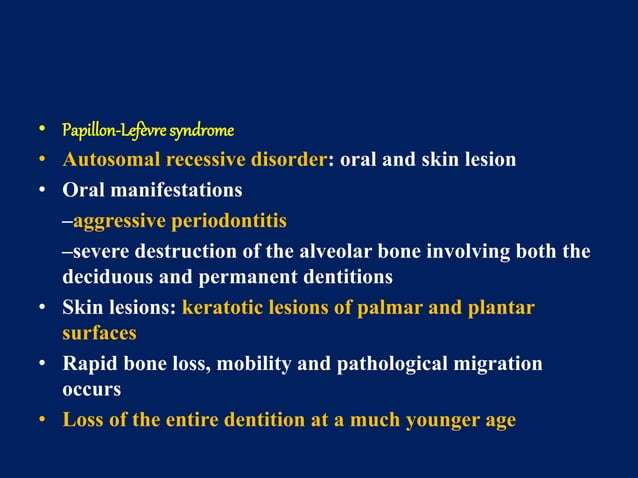 • Papillon-Lefèvre syndrome
• Autosomal recessive disorder: oral and skin lesion
• Oral manifestations
–aggressive periodontitis
–severe destruction of the alveolar bone involving both the
deciduous and permanent dentitions
• Skin lesions: keratotic lesions of palmar and plantar
surfaces
• Rapid bone loss, mobility and pathological migration
occurs
• Loss of the entire dentition at a much younger age